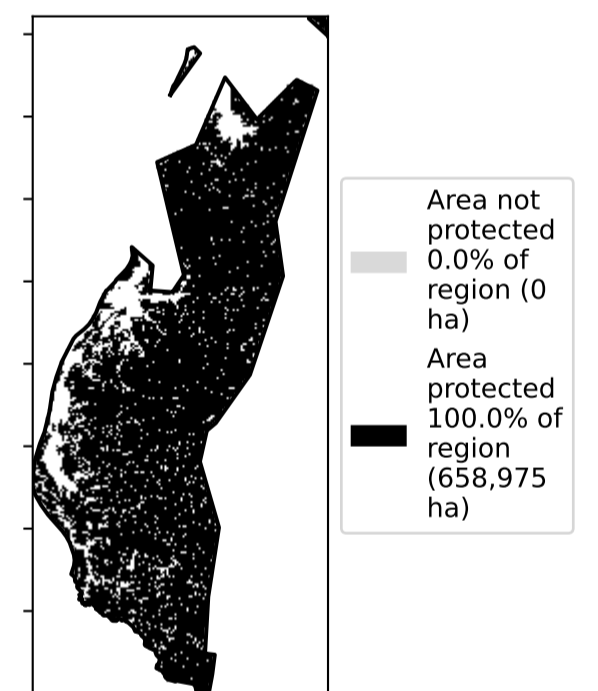 Area not
protected
0.0% of
region (0
ha)
Area
protected
100.0% of
region
(658,975
ha)